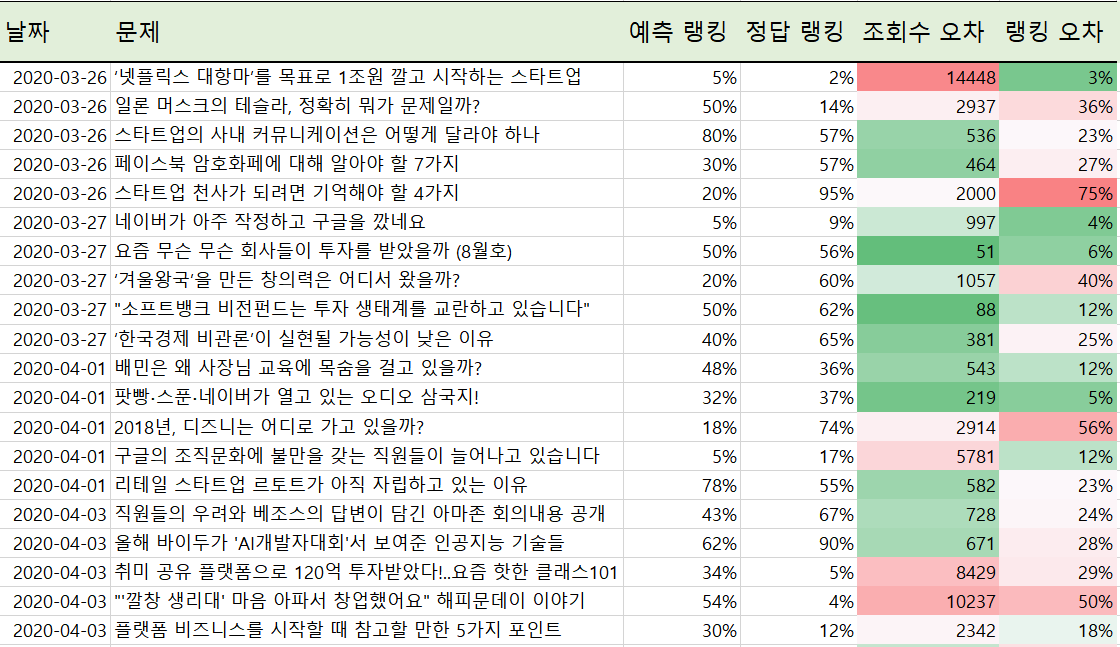 날짜 문제 예측 랭킹 정답 랭킹 조회수 오차 랭킹 오차
2020-03-26 ‘넷플릭스 대항마’를 목표로 1조원 깔고 시작하는 스타트업 5% 2% 14448 3%
2020-03-26 일론 머스크의 테슬라, 정확히 뭐가 문제일까? 50% 14% 2937 36%
2020-03-26 스타트업의 사내 커뮤니케이션은 어떻게 달라야 하나 80% 57% 536 23%
2020-03-26 페이스북 암호화폐에 대해 알아야 할 7가지 30% 57% 464 27%
2020-03-26 스타트업 천사가 되려면 기억해야 할 4가지 20% 95% 2000 75%
2020-03-27 네이버가 아주 작정하고 구글을 깠네요 5% 9% 997 4%
2020-03-27 요즘 무슨 무슨 회사들이 투자를 받았을까 (8월호) 50% 56% 51 6%
2020-03-27 ‘겨울왕국’을 만든 창의력은 어디서 왔을까? 20% 60% 1057 40%
2020-03-27 "소프트뱅크 비전펀드는 투자 생태계를 교란하고 있습니다" 50% 62% 88 12%
2020-03-27 ‘한국경제 비관론’이 실현될 가능성이 낮은 이유 40% 65% 381 25%
2020-04-01 배민은 왜 사장님 교육에 목숨을 걸고 있을까? 48% 36% 543 12%
2020-04-01 팟빵·스푼·네이버가 열고 있는 오디오 삼국지! 32% 37% 219 5%
2020-04-01 2018년, 디즈니는 어디로 가고 있을까? 18% 74% 2914 56%
2020-04-01 구글의 조직문화에 불만을 갖는 직원들이 늘어나고 있습니다 5% 17% 5781 12%
2020-04-01 리테일 스타트업 르토트가 아직 자립하고 있는 이유 78% 55% 582 23%
2020-04-03 직원들의 우려와 베조스의 답변이 담긴 아마존 회의내용 공개 43% 67% 728 24%
2020-04-03 올해 바이두가 'AI개발자대회'서 보여준 인공지능 기술들 62% 90% 671 28%
2020-04-03 취미 공유 플랫폼으로 120억 투자받았다!..요즘 핫한 클래스101 34% 5% 8429 29%
2020-04-03 "'깔창 생리대' 마음 아파서 창업했어요" 해피문데이 이야기 54% 4% 10237 50%
2020-04-03 플랫폼 비즈니스를 시작할 때 참고할 만한 5가지 포인트 30% 12% 2342 18%